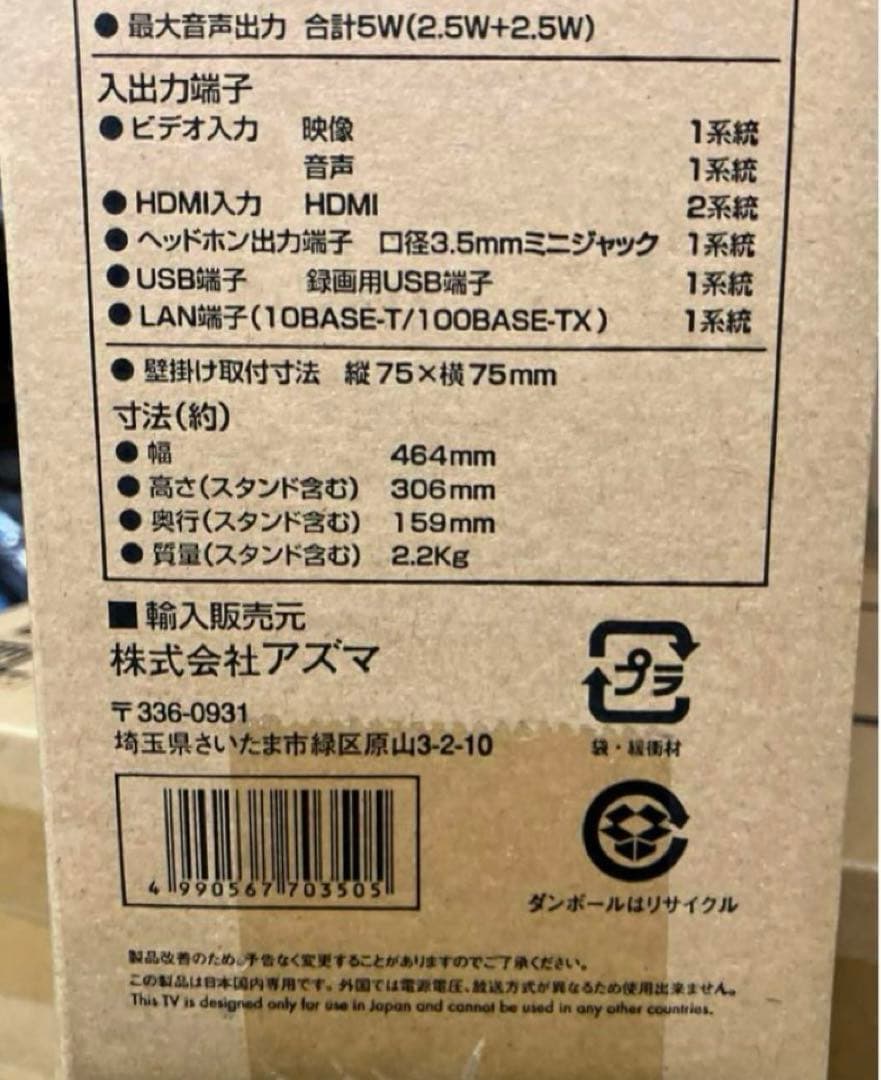 ● 最大音声出力 合計5W(2.5W+2.5W)
入出力端子
● ビデオ入力 映像 1系統
音声 1系統
● HDMI入力 HDMI 2系統
● ヘッドホン出力端子 口径3.5mmミニジャック 1系統
● USB端子 録画用USB端子 1系統
● LAN端子(10BASE-T/100BASE-TX) 1系統
● 壁掛け取付寸法 縦75×横75mm
寸法(約)
● 幅 464mm
● 高さ(スタンド含む) 306mm
● 奥行(スタンド含む) 159mm
● 質量(スタンド含む) 2.2Kg
■ 輸入販売元
株式会社アズマ
〒336-0931
埼玉県さいたま市緑区原山3-2-10
プラ
袋・緩衝材
4 990567 703505
ダンボールはリサイクル
製品改善のため、予告なく変更することがありますのでご了承ください。
この製品は日本国内専用です。外国では電源電圧、放送方式が異なるため使用出来ません。
This TV is designed only for use in Japan and cannot be used in any other countries.